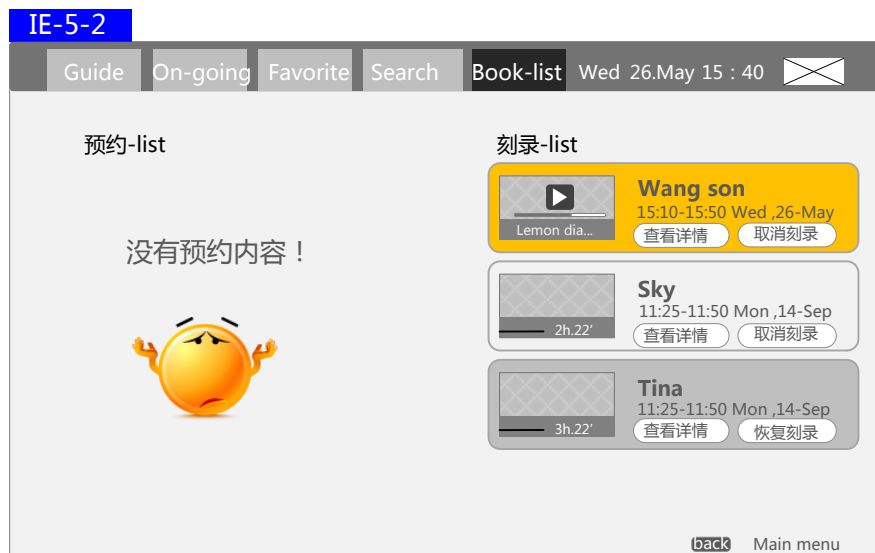 IE-5-2
Guide On-going Favorite Search Book-list Wed 26.May 15 : 40
预约-list
没有预约内容！
刻录-list
Lemon dia...
Wang son
15:10-15:50 Wed ,26-May
查看详情 取消刻录
2h.22’
Sky
11:25-11:50 Mon ,14-Sep
查看详情 取消刻录
3h.22’
Tina
11:25-11:50 Mon ,14-Sep
查看详情 恢复刻录
back Main menu